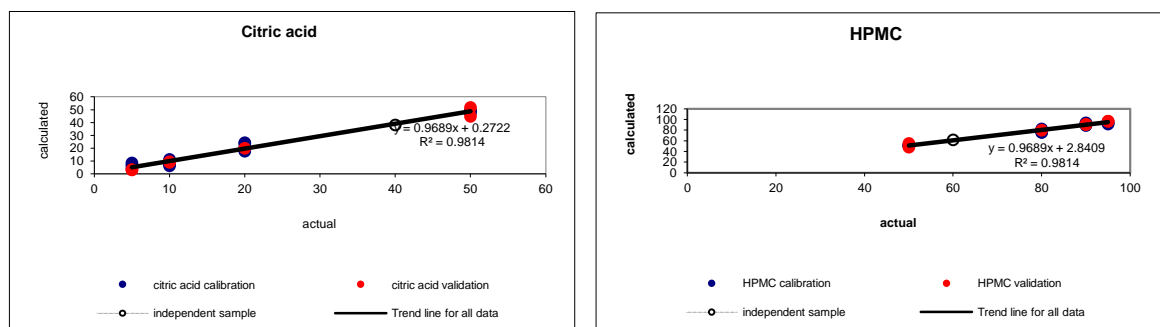 Citric acid
calculated
60
50
40
30
20
10
0
y = 0.9689x + 0.2722
R² = 0.9814
0 10 20 30 40 50 60
actual
citric acid calibration citric acid validation
independent sample Trend line for all data
HPMC
calculated
120
100
80
60
40
20
0
y = 0.9689x + 2.8409
R² = 0.9814
0 20 40 60 80 100
actual
HPMC calibration HPMC validation
independent sample Trend line for all data